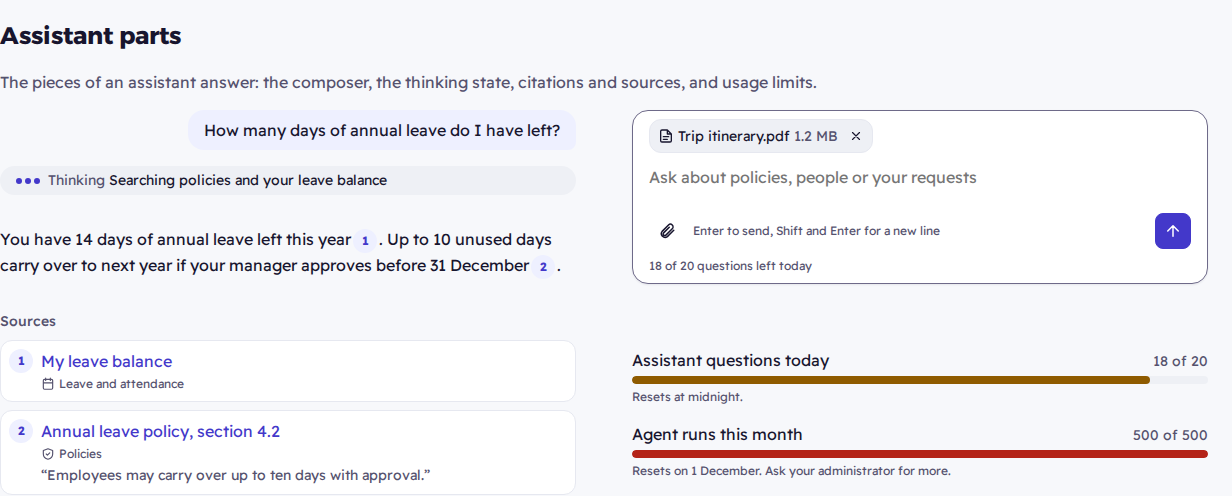 Assistant parts
The pieces of an assistant answer: the composer, the thinking state, citations and sources, and usage limits.
How many days of annual leave do I have left?
Thinking Searching policies and your leave balance
You have 14 days of annual leave left this year 1 . Up to 10 unused days
carry over to next year if your manager approves before 31 December 2 .
Sources
1 My leave balance
Leave and attendance
2 Annual leave policy, section 4.2
Policies
“Employees may carry over up to ten days with approval.”
Trip itinerary.pdf 1.2 MB
Ask about policies, people or your requests
Enter to send, Shift and Enter for a new line
18 of 20 questions left today
Assistant questions today 18 of 20
Resets at midnight.
Agent runs this month 500 of 500
Resets on 1 December. Ask your administrator for more.